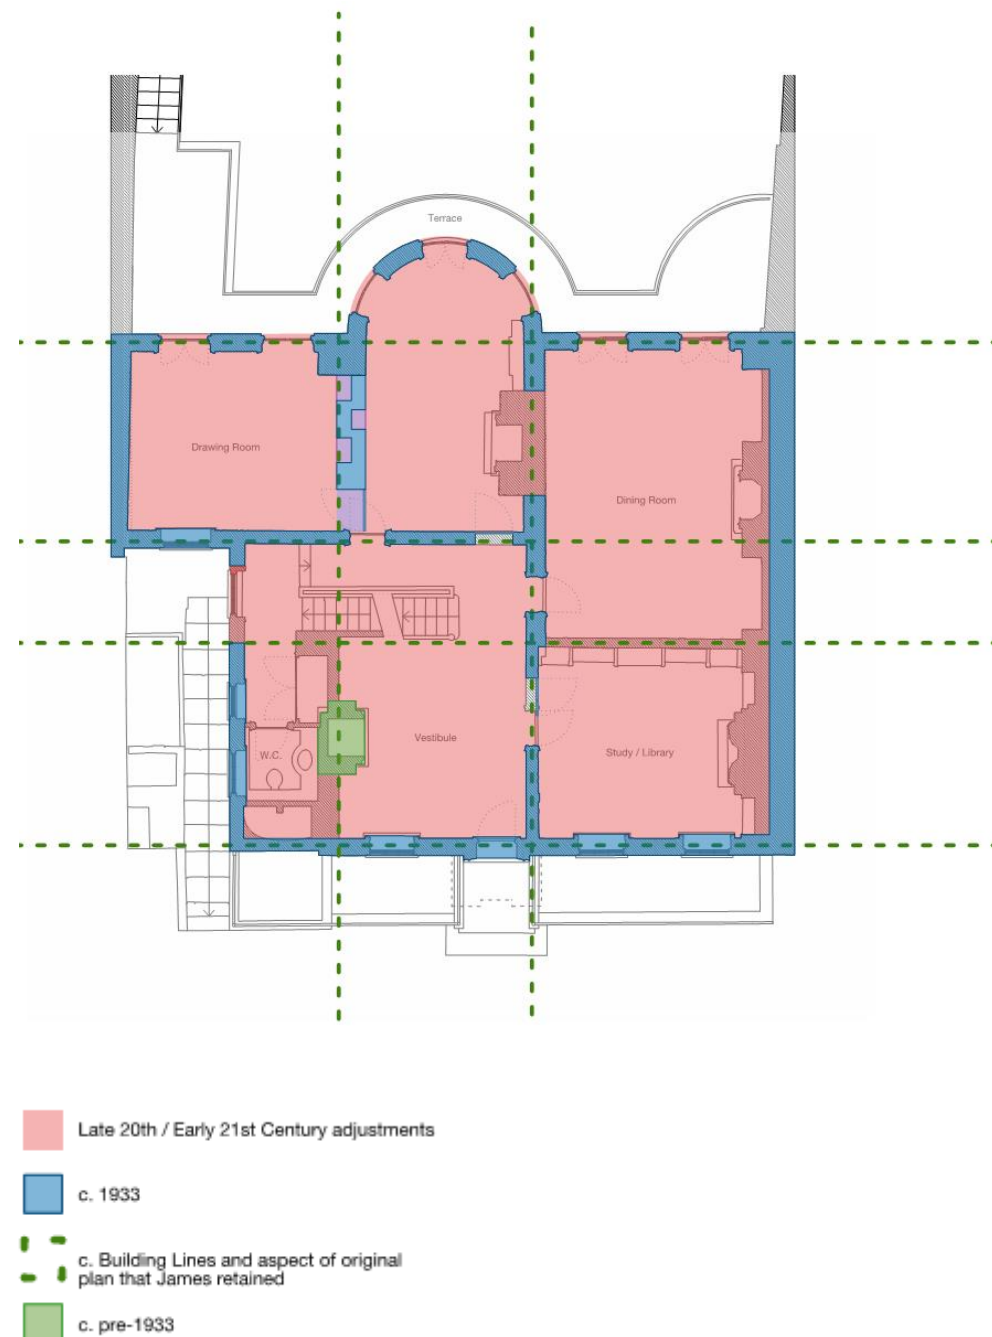 Terrace
Drawing Room
Dining Room
Vestibule
W.C.
Study / Library
Late 20th / Early 21st Century adjustments
c. 1933
c. Building Lines and aspect of original
plan that James retained
c. pre-1933